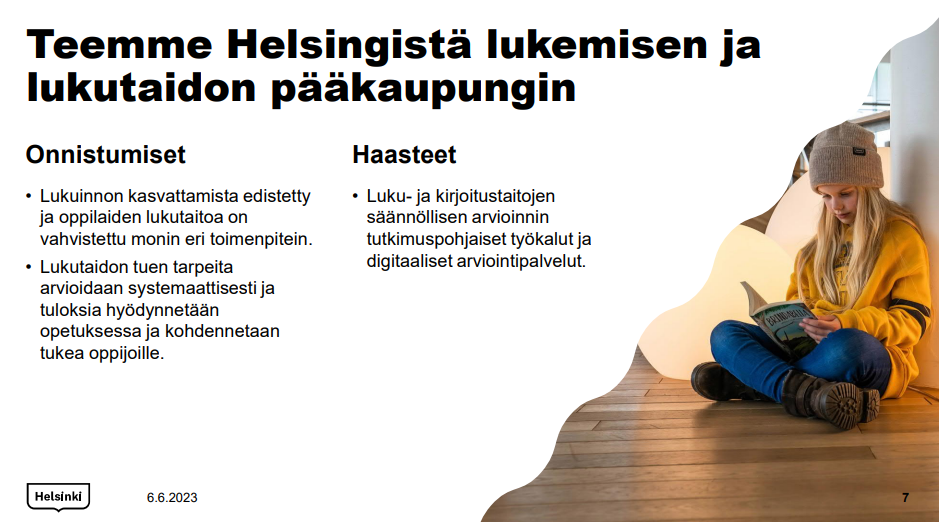 Teemme Helsingistä lukemisen ja
lukutaidon pääkaupungin
Onnistumiset
• Lukuinnon kasvattamista edistetty
ja oppilaiden lukutaitoa on
vahvistettu monin eri toimenpitein.
• Lukutaidon tuen tarpeita
arvioidaan systemaattisesti ja
tuloksia hyödynnetään
opetuksessa ja kohdennetaan
tukea oppijoille.
Haasteet
• Luku- ja kirjoitustaitojen
säännöllisen arvioinnin
tutkimuspohjaiset työkalut ja
digitaaliset arviointipalvelut.
Helsinki
6.6.2023
7